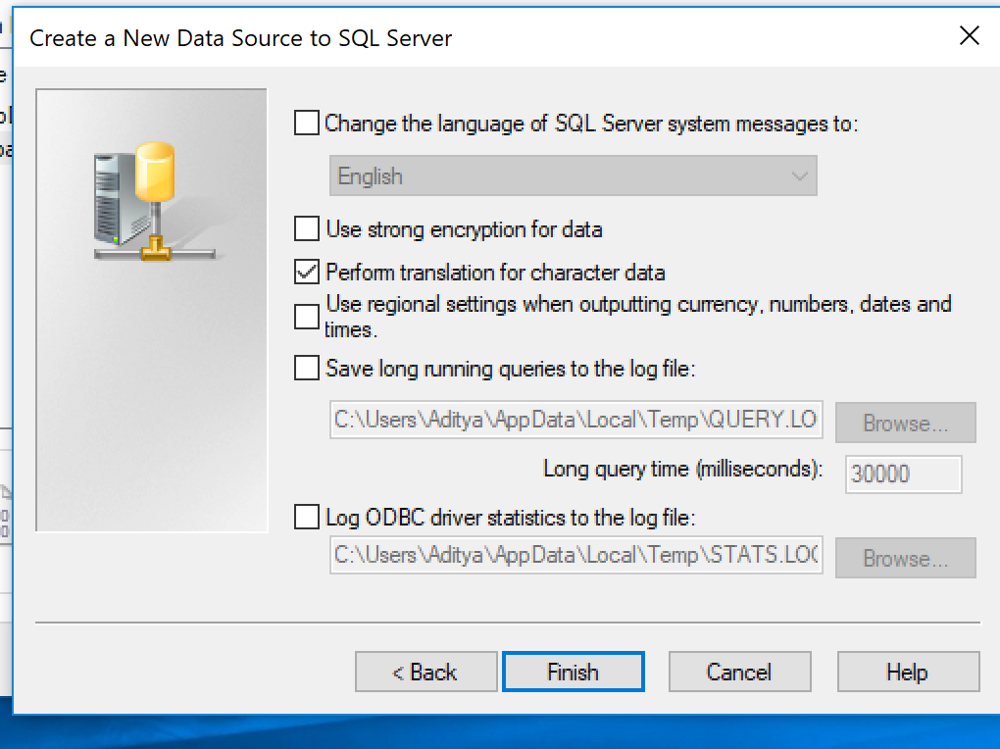 Create a New Data Source to SQL Server
Change the language of SQL Server system messages to:
English
Use strong encryption for data
Perform translation for character data
Use regional settings when outputting currency, numbers, dates and
times.
Save long running queries to the log file:
C:\Users\Aditya\AppData\Local\Temp\QUERY.LO
Browse...
Long query time (milliseconds):
30000
Log ODBC driver statistics to the log file:
C:\Users\Aditya\AppData\Local\Temp\STATS.LOG
Browse...
< Back
Finish
Cancel
Help